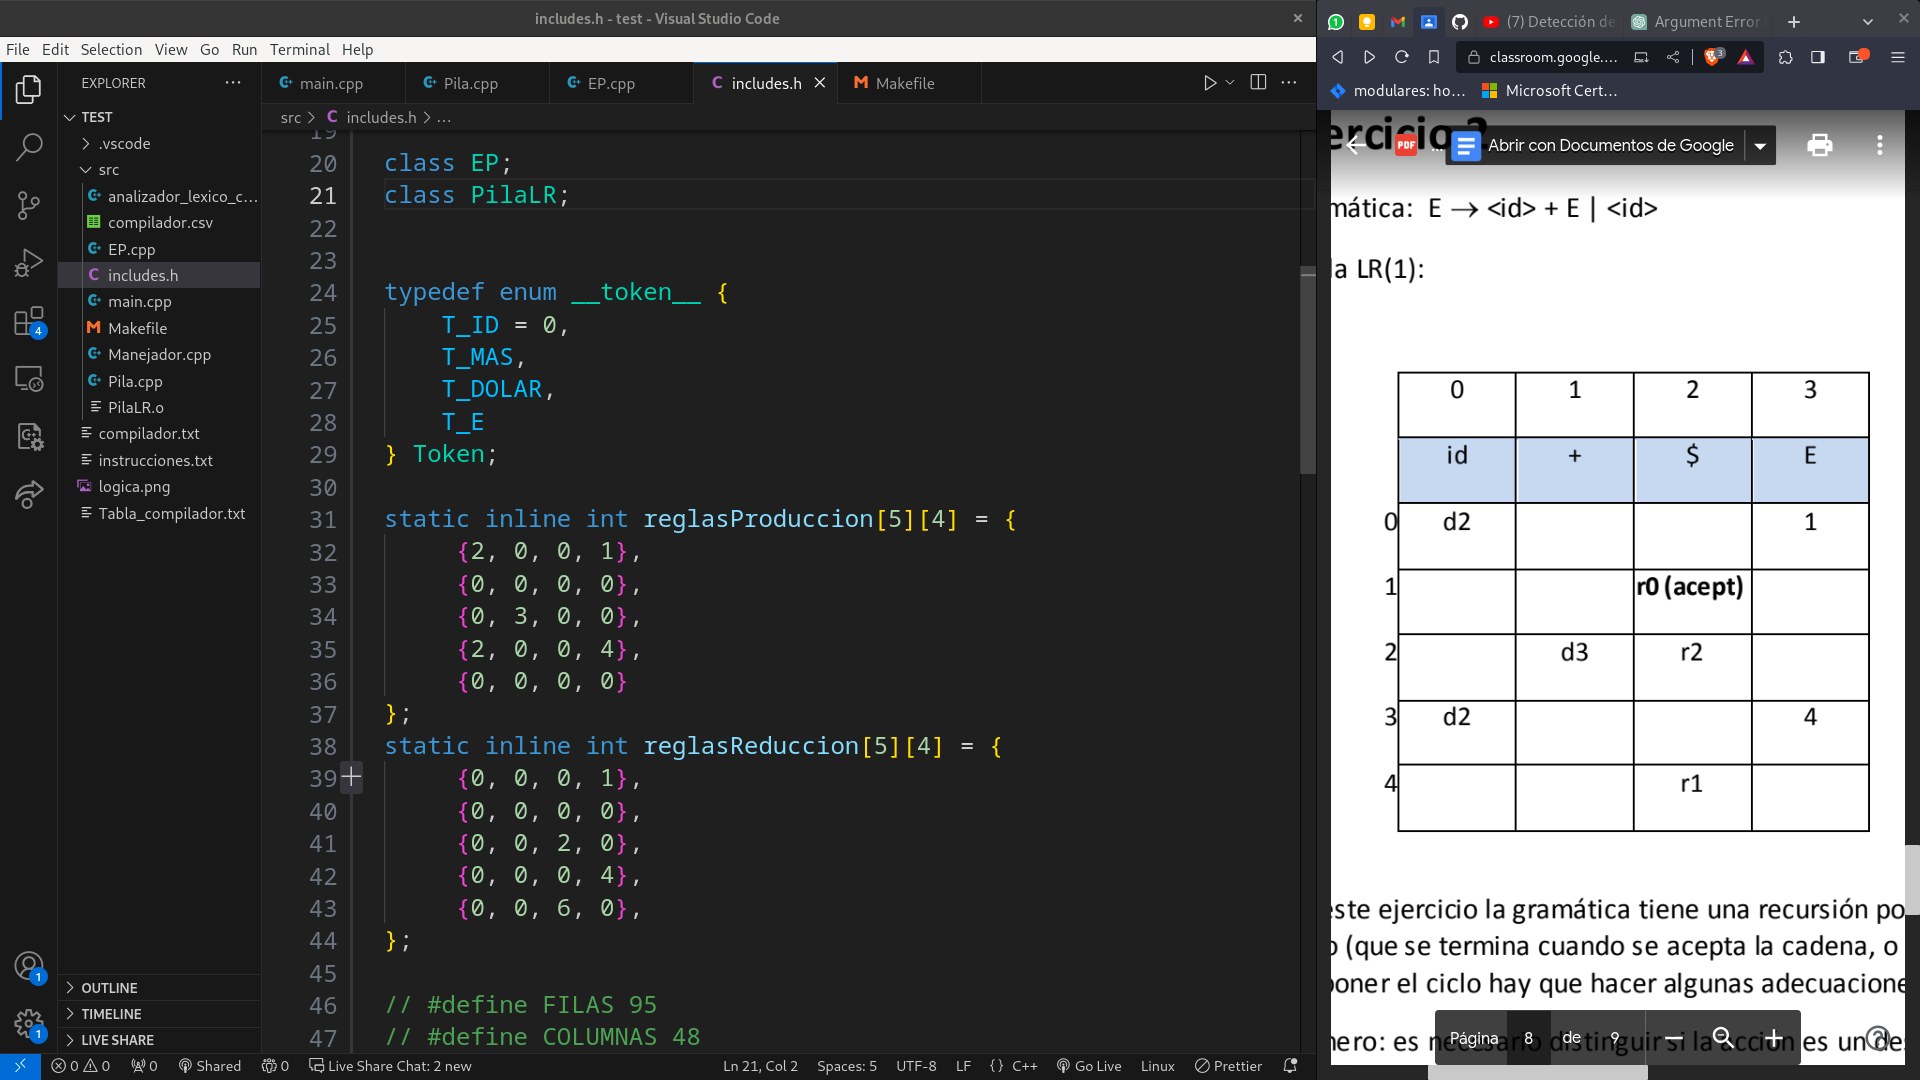 includes.h - test - Visual Studio Code
File Edit Selection View Go Run Terminal Help
EXPLORER
TEST
.vscode
src
analizador_lexico_c...
compilador.csv
EP.cpp
includes.h
main.cpp
Makefile
Manejador.cpp
Pila.cpp
PilaLR.o
compilador.txt
instrucciones.txt
logica.png
Tabla_compilador.txt
OUTLINE
TIMELINE
LIVE SHARE
4
1
1
main.cpp Pila.cpp EP.cpp includes.h Makefile
src > includes.h > ...
19
20 class EP;
21 class PilaLR;
22
23
24 typedef enum __token__ {
25 T_ID = 0,
26 T_MAS,
27 T_DOLAR,
28 T_E
29 } Token;
30
31 static inline int reglasProduccion[5][4] = {
32 {2, 0, 0, 1},
33 {0, 0, 0, 0},
34 {0, 3, 0, 0},
35 {2, 0, 0, 4},
36 {0, 0, 0, 0}
37 };
38 static inline int reglasReduccion[5][4] = {
39 {0, 0, 0, 1},
40 {0, 0, 0, 0},
41 {0, 0, 2, 0},
42 {0, 0, 0, 4},
43 {0, 0, 6, 0},
44 };
45
46 // #define FILAS 95
47 // #define COLUMNAS 48
0 0 0 Shared 0 Live Share Chat: 2 new Ln 21, Col 2 Spaces: 5 UTF-8 LF {} C++ Go Live Linux Prettier
1 (7) Detección de Argument Error
classroom.google.... 3
modulares: ho... Microsoft Cert...
ercicio 2
PDF ... Abrir con Documentos de Google
mática: E → <id> + E | <id>
la LR(1):
0 1 2 3
id + $ E
0 d2 1
1 r0 (acept)
2 d3 r2
3 d2 4
4 r1
este ejercicio la gramática tiene una recursión po
o (que se termina cuando se acepta la cadena, o
poner el ciclo hay que hacer algunas adecuacione
nero: es necesario distinguir si la acción es un des
Página 8 de 9